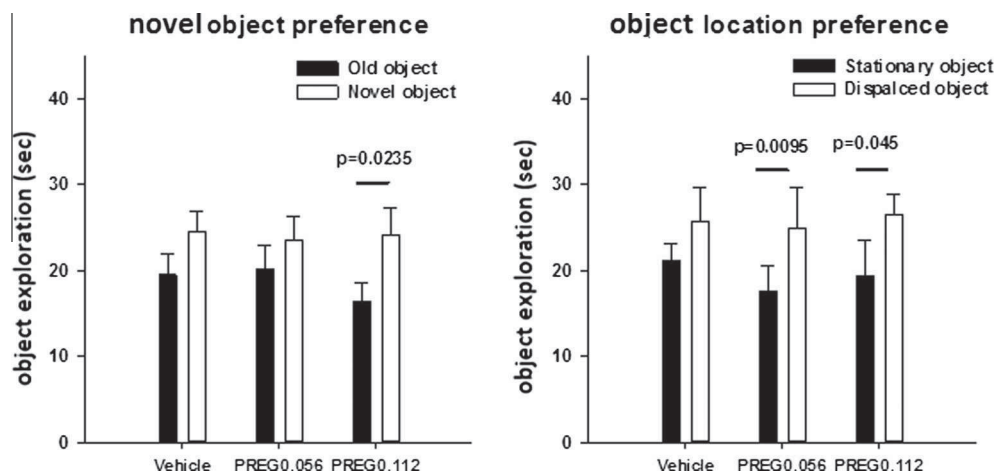 novel object preference
Old object
Novel object
40
30
20
10
0
object exploration (sec)
p=0.0235
Vehicle PREG0.056 PREG0.112
object location preference
Stationary object
Dispalced object
40
30
20
10
0
object exploration (sec)
p=0.0095
p=0.045
Vehicle PREG0.056 PREG0.112